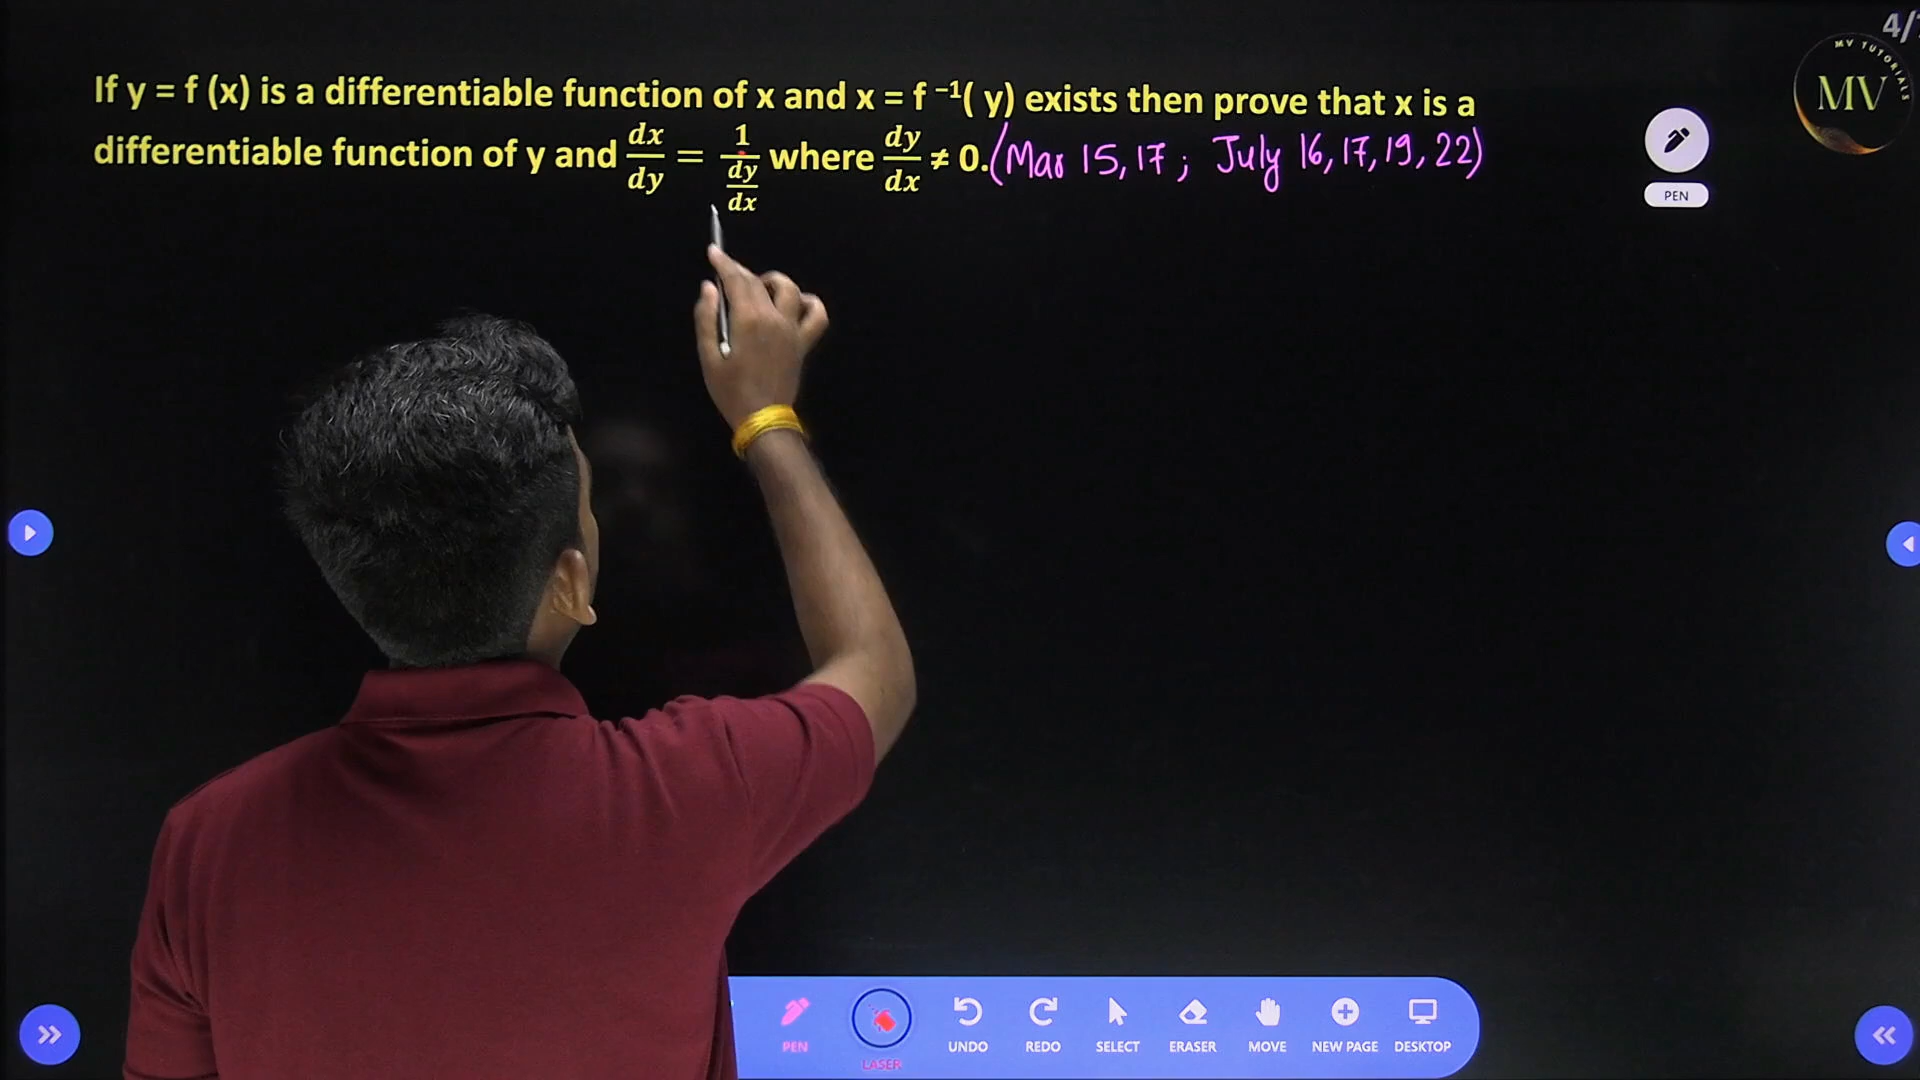 4/
MV TUTORIALS
MV
If y = f (x) is a differentiable function of x and x = f ⁻¹( y) exists then prove that x is a
differentiable function of y and dx/dy = 1/(dy/dx) where dy/dx ≠ 0. (Mar 15, 17 ; July 16, 17, 19, 22)
PEN
PEN
LASER
UNDO
REDO
SELECT
ERASER
MOVE
NEW PAGE
DESKTOP